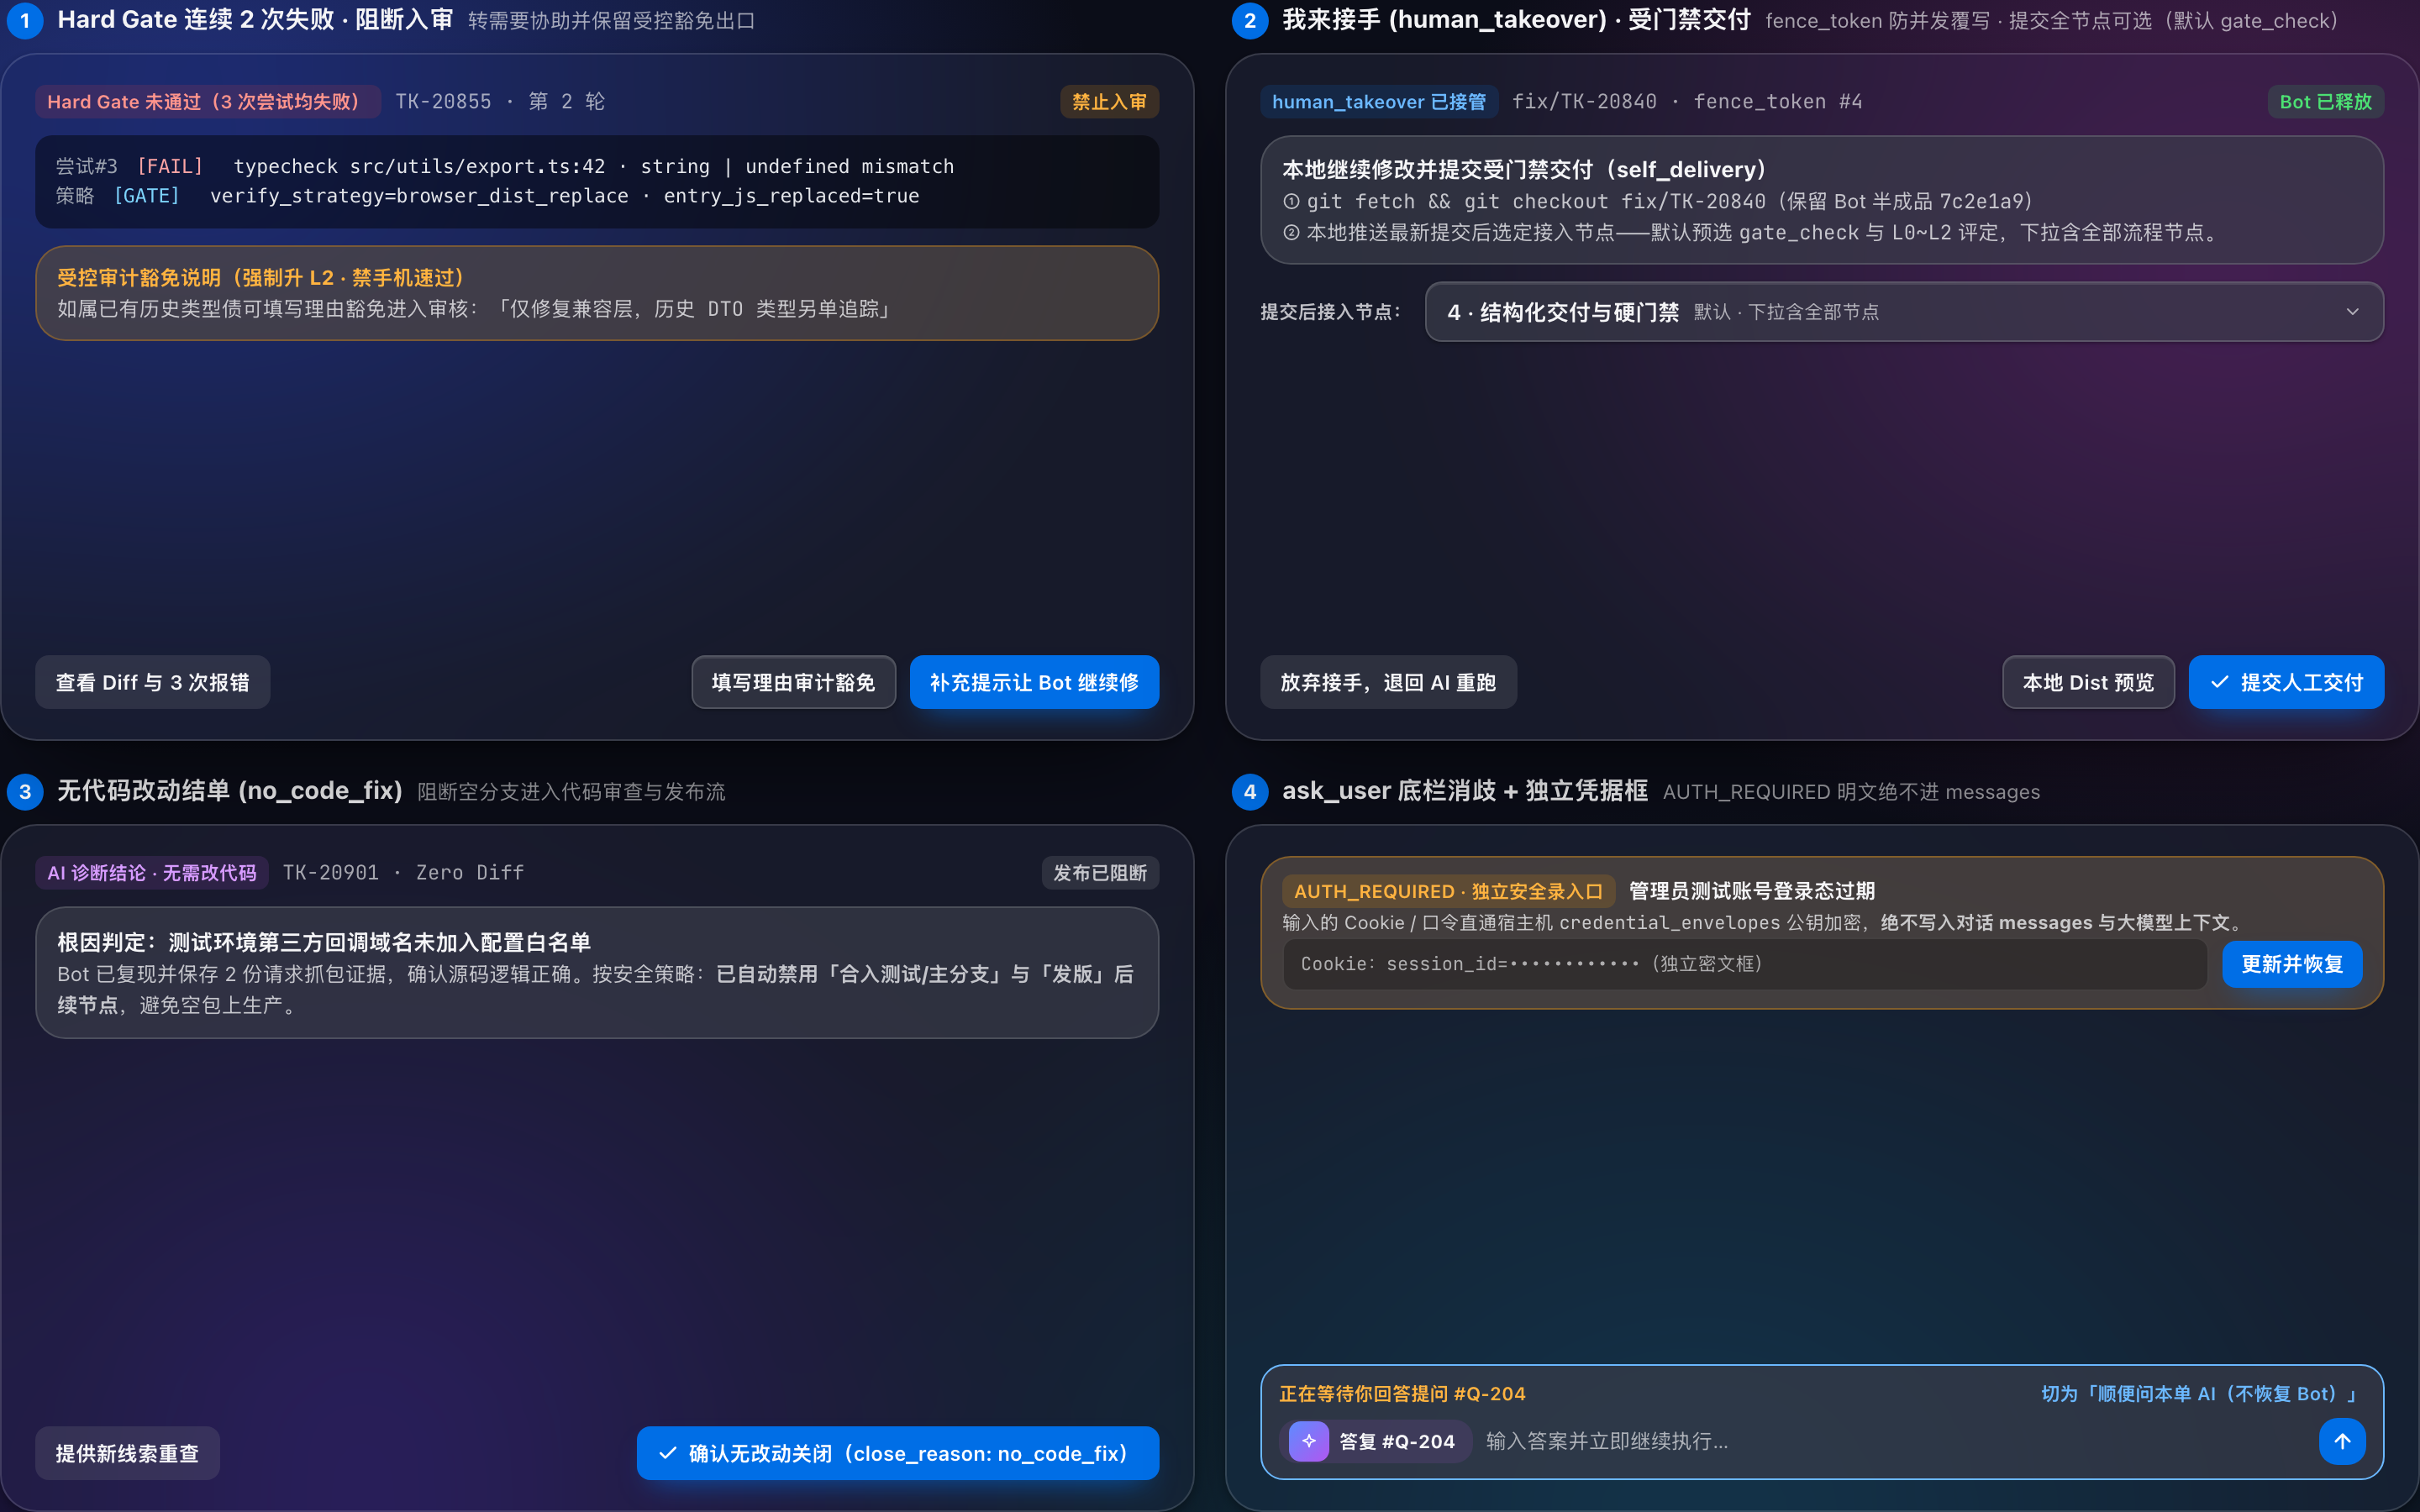 1 Hard Gate 连续 2 次失败 · 阻断入审 转需要协助并保留受控豁免出口
Hard Gate 未通过（3 次尝试均失败） TK-20855 · 第 2 轮 禁止入审
尝试#3 [FAIL] typecheck src/utils/export.ts:42 · string | undefined mismatch
策略 [GATE] verify_strategy=browser_dist_replace · entry_js_replaced=true
受控审计豁免说明（强制升 L2 · 禁手机速过）
如属已有历史类型债可填写理由豁免进入审核：「仅修复兼容层，历史 DTO 类型另单追踪」
查看 Diff 与 3 次报错 填写理由审计豁免 补充提示让 Bot 继续修
2 我来接手 (human_takeover) · 受门禁交付 fence_token 防并发覆写 · 提交全节点可选（默认 gate_check）
human_takeover 已接管 fix/TK-20840 · fence_token #4 Bot 已释放
本地继续修改并提交受门禁交付（self_delivery）
① git fetch && git checkout fix/TK-20840（保留 Bot 半成品 7c2e1a9）
② 本地推送最新提交后选定接入节点——默认预选 gate_check 与 L0~L2 评定，下拉含全部流程节点。
提交后接入节点： 4 · 结构化交付与硬门禁 默认 · 下拉含全部节点
放弃接手，退回 AI 重跑 本地 Dist 预览 提交人工交付
3 无代码改动结单 (no_code_fix) 阻断空分支进入代码审查与发布流
AI 诊断结论 · 无需改代码 TK-20901 · Zero Diff 发布已阻断
根因判定：测试环境第三方回调域名未加入配置白名单
Bot 已复现并保存 2 份请求抓包证据，确认源码逻辑正确。按安全策略：已自动禁用「合入测试/主分支」与「发版」后
续节点，避免空包上生产。
提供新线索重查 确认无改动关闭（close_reason: no_code_fix）
4 ask_user 底栏消歧 + 独立凭据框 AUTH_REQUIRED 明文绝不进 messages
AUTH_REQUIRED · 独立安全录入口 管理员测试账号登录态过期
输入的 Cookie / 口令直通宿主机 credential_envelopes 公钥加密，绝不写入对话 messages 与大模型上下文。
Cookie: session_id=•••••••••••• (独立密文框) 更新并恢复
正在等待你回答提问 #Q-204 切为「顺便问本单 AI（不恢复 Bot）」
答复 #Q-204 输入答案并立即继续执行...